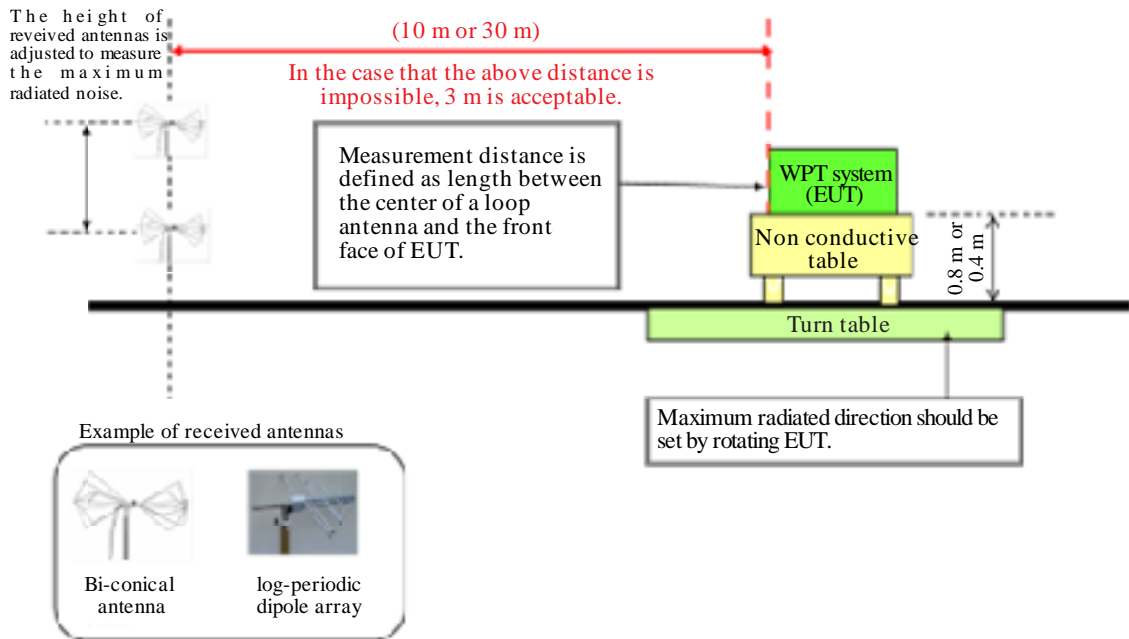 The height of
reveived antennas is
adjusted to measure
the maximum
radiated noise.
(10 m or 30 m)
In the case that the above distance is
impossible, 3 m is acceptable.
Measurement distance is
defined as length between
the center of a loop
antenna and the front
face of EUT.
WPT system
(EUT)
Non conductive
table
0.8 m or
0.4 m
Turn table
Maximum radiated direction should be
set by rotating EUT.
Example of received antennas
Bi-conical
antenna
log-periodic
dipole array